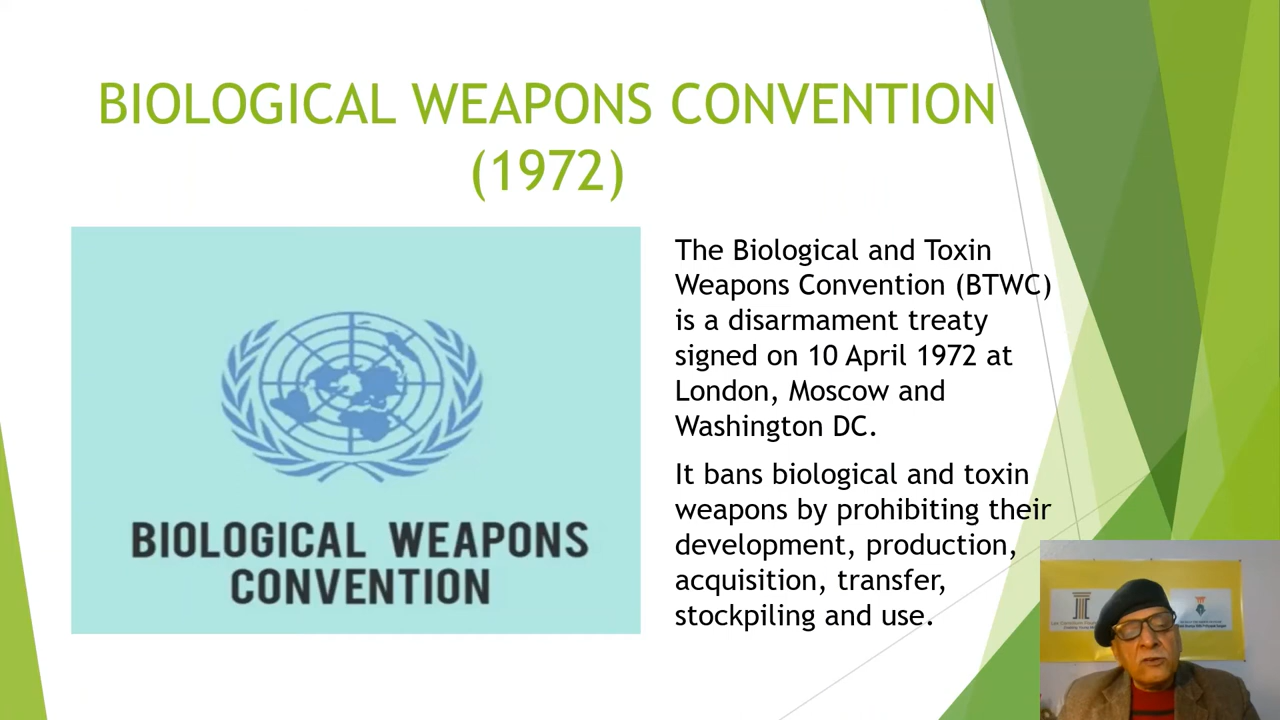 BIOLOGICAL WEAPONS CONVENTION
(1972)
BIOLOGICAL WEAPONS
CONVENTION
The Biological and Toxin
Weapons Convention (BTWC)
is a disarmament treaty
signed on 10 April 1972 at
London, Moscow and
Washington DC.
It bans biological and toxin
weapons by prohibiting their
development, production,
acquisition, transfer,
stockpiling and use.